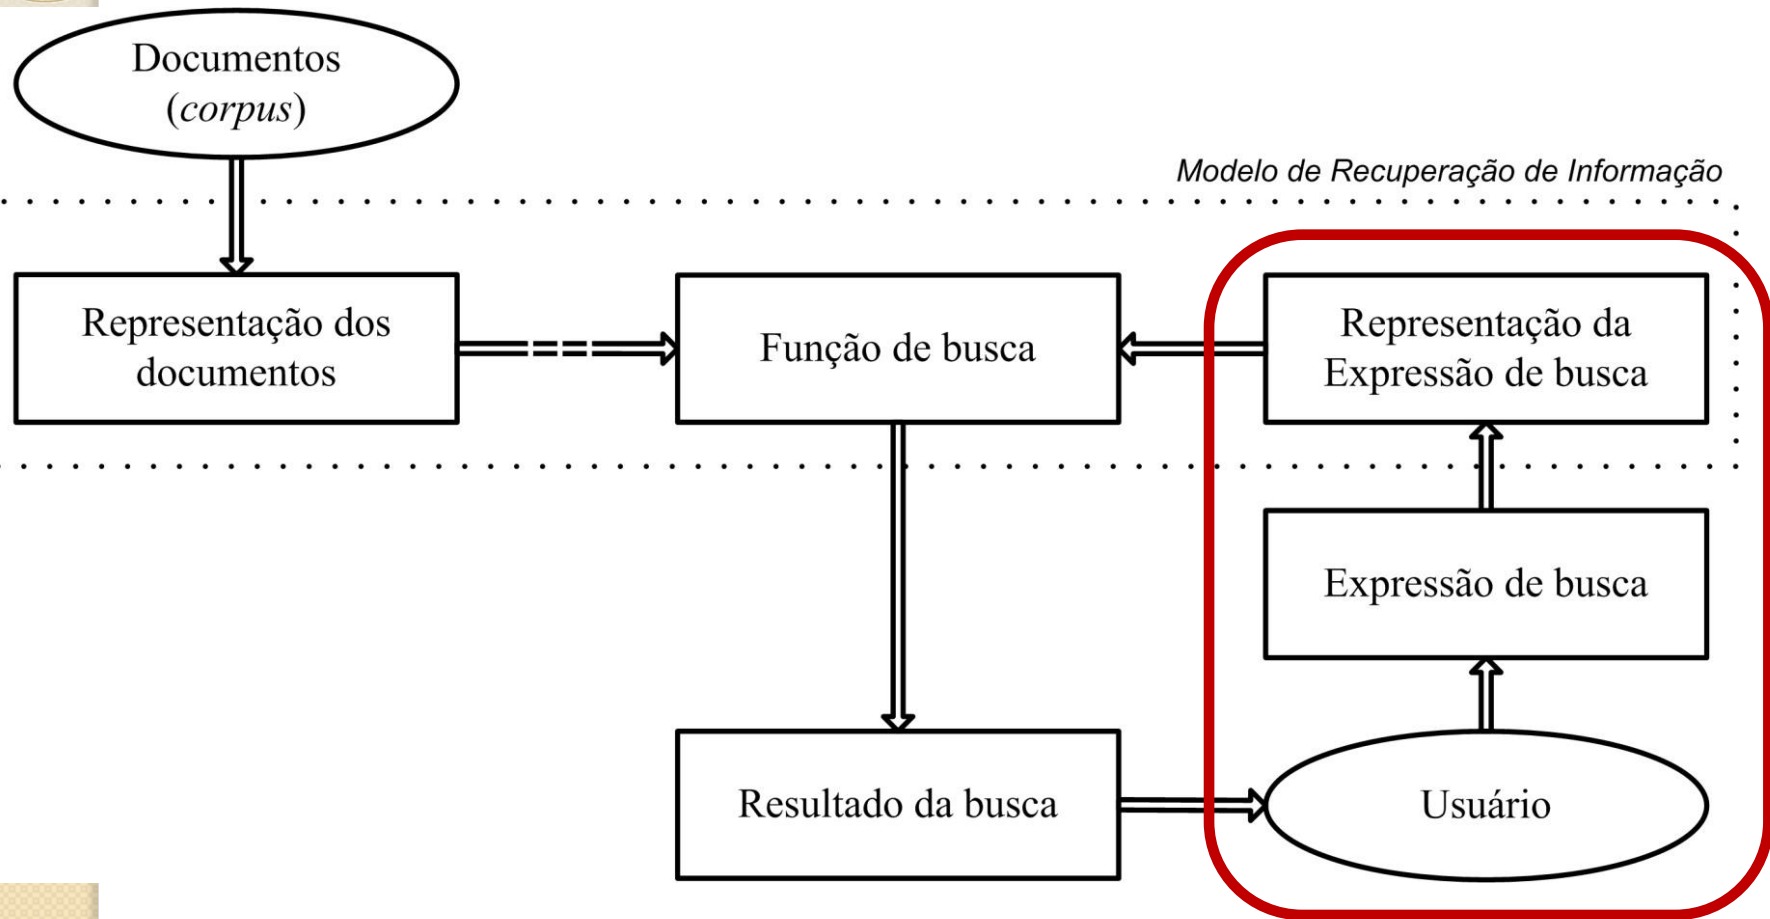 Documentos
(corpus)
Modelo de Recuperação de Informação
Representação dos
documentos
Função de busca
Representação da
Expressão de busca
Expressão de busca
Resultado da busca
Usuário